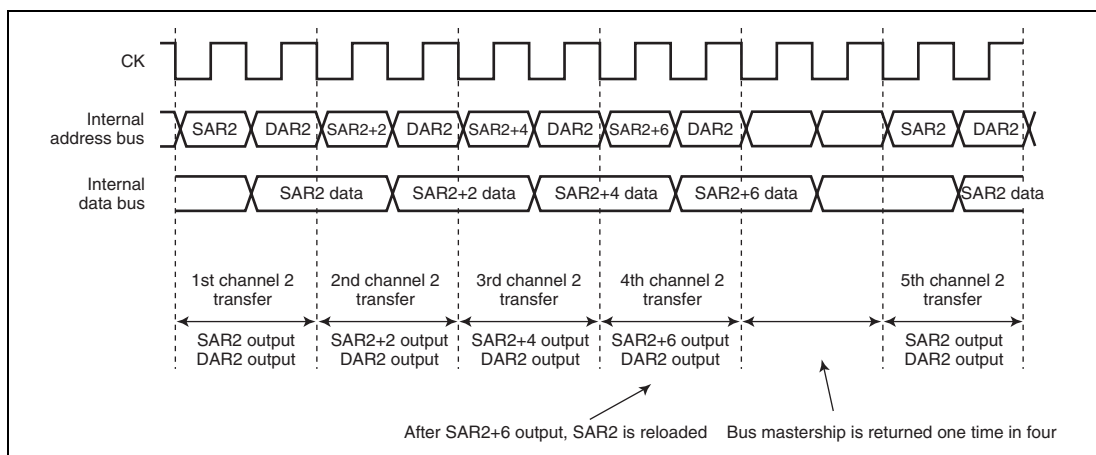 CK
Internal
address bus
SAR2 DAR2 SAR2+2 DAR2 SAR2+4 DAR2 SAR2+6 DAR2 SAR2 DAR2
Internal
data bus
SAR2 data SAR2+2 data SAR2+4 data SAR2+6 data SAR2 data
1st channel 2
transfer
2nd channel 2
transfer
3rd channel 2
transfer
4th channel 2
transfer
5th channel 2
transfer
SAR2 output
DAR2 output
SAR2+2 output
DAR2 output
SAR2+4 output
DAR2 output
SAR2+6 output
DAR2 output
SAR2 output
DAR2 output
After SAR2+6 output, SAR2 is reloaded
Bus mastership is returned one time in four